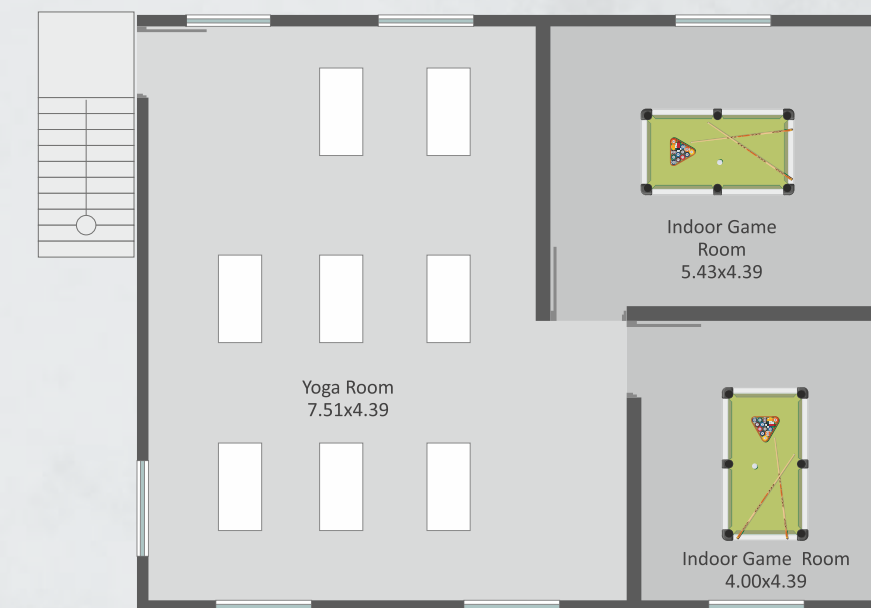 Indoor Game
Room
5.43x4.39
Yoga Room
7.51x4.39
Indoor Game  Room
4.00x4.39